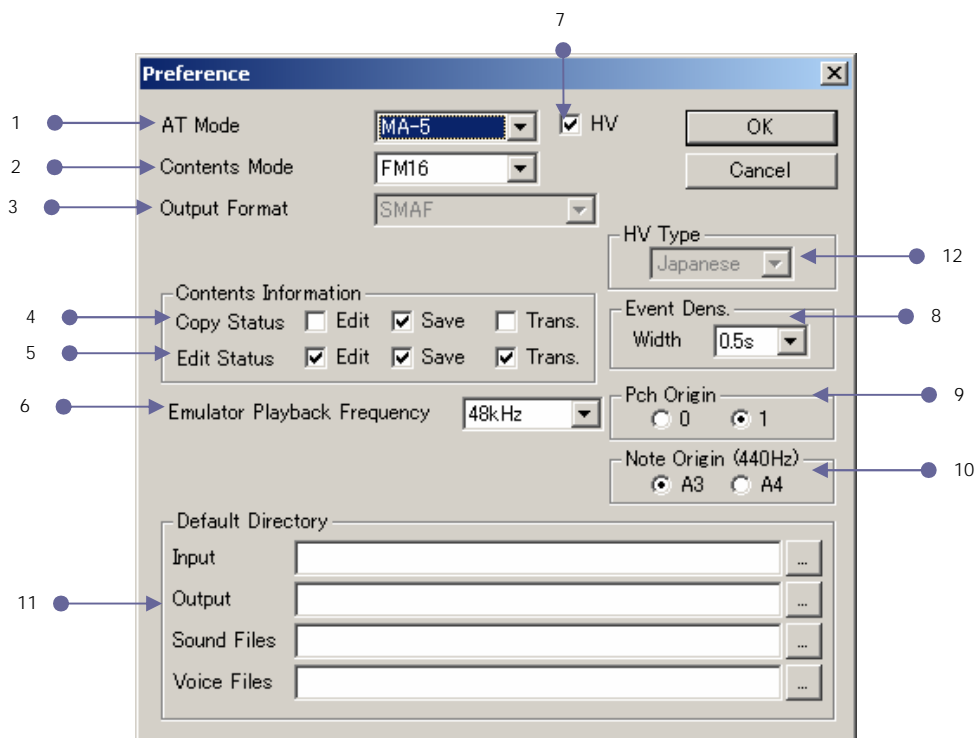 7
Preference
1 AT Mode MA-5 HV OK
2 Contents Mode FM16 Cancel
3 Output Format SMAF
HV Type
Japanese 12
Contents Information
4 Copy Status Edit Save Trans.
5 Edit Status Edit Save Trans.
Event Dens.
Width 0.5s 8
6 Emulator Playback Frequency 48kHz
Pch Origin
0 1 9
Note Origin (440Hz)
A3 A4 10
Default Directory
Input ...
11 Output ...
Sound Files ...
Voice Files ...